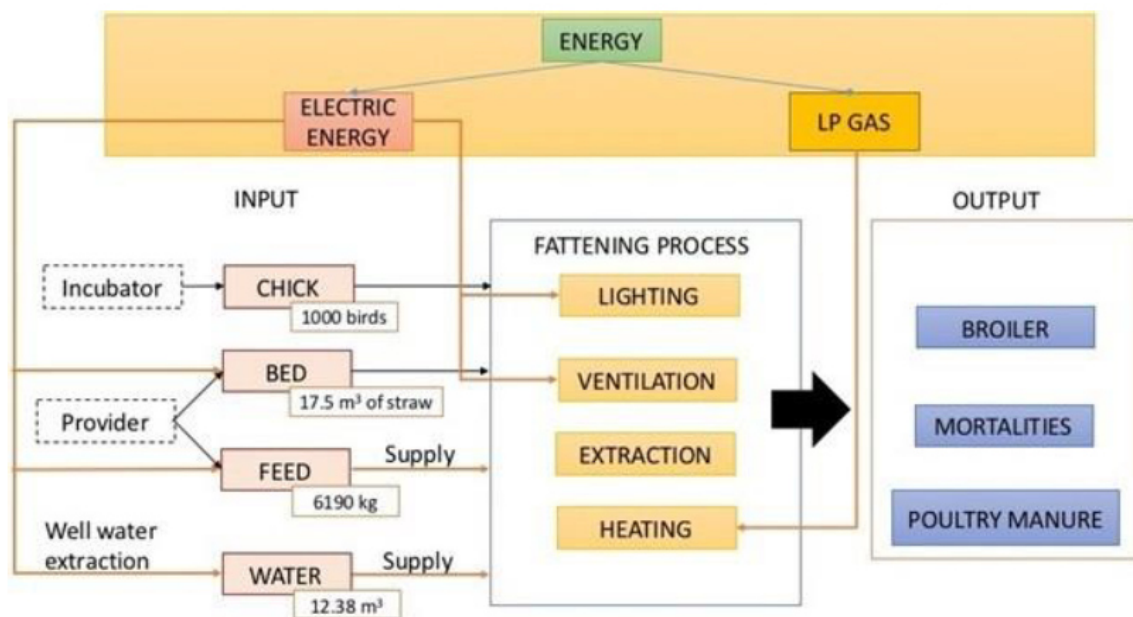 ENERGY
ELECTRIC
ENERGY
LP GAS
INPUT
OUTPUT
FATTENING PROCESS
Incubator
CHICK
1000 birds
LIGHTING
BROILER
BED
17.5 m³ of straw
VENTILATION
Provider
MORTALITIES
FEED
Supply
6190 kg
EXTRACTION
POULTRY MANURE
HEATING
Well water
extraction
WATER
Supply
12.38 m³